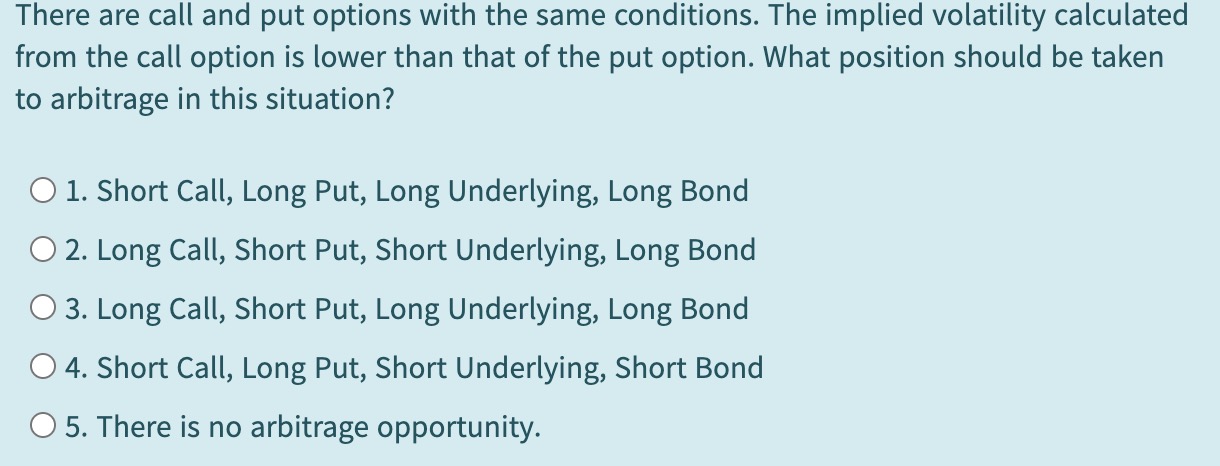 There are call and put options with the same conditions. The implied volatility calculated
from the call option is lower than that of the put option. What position should be taken
to arbitrage in this situation?
1. Short Call, Long Put, Long Underlying, Long Bond
2. Long Call, Short Put, Short Underlying, Long Bond
3. Long Call, Short Put, Long Underlying, Long Bond
4. Short Call, Long Put, Short Underlying, Short Bond
5. There is no arbitrage opportunity.